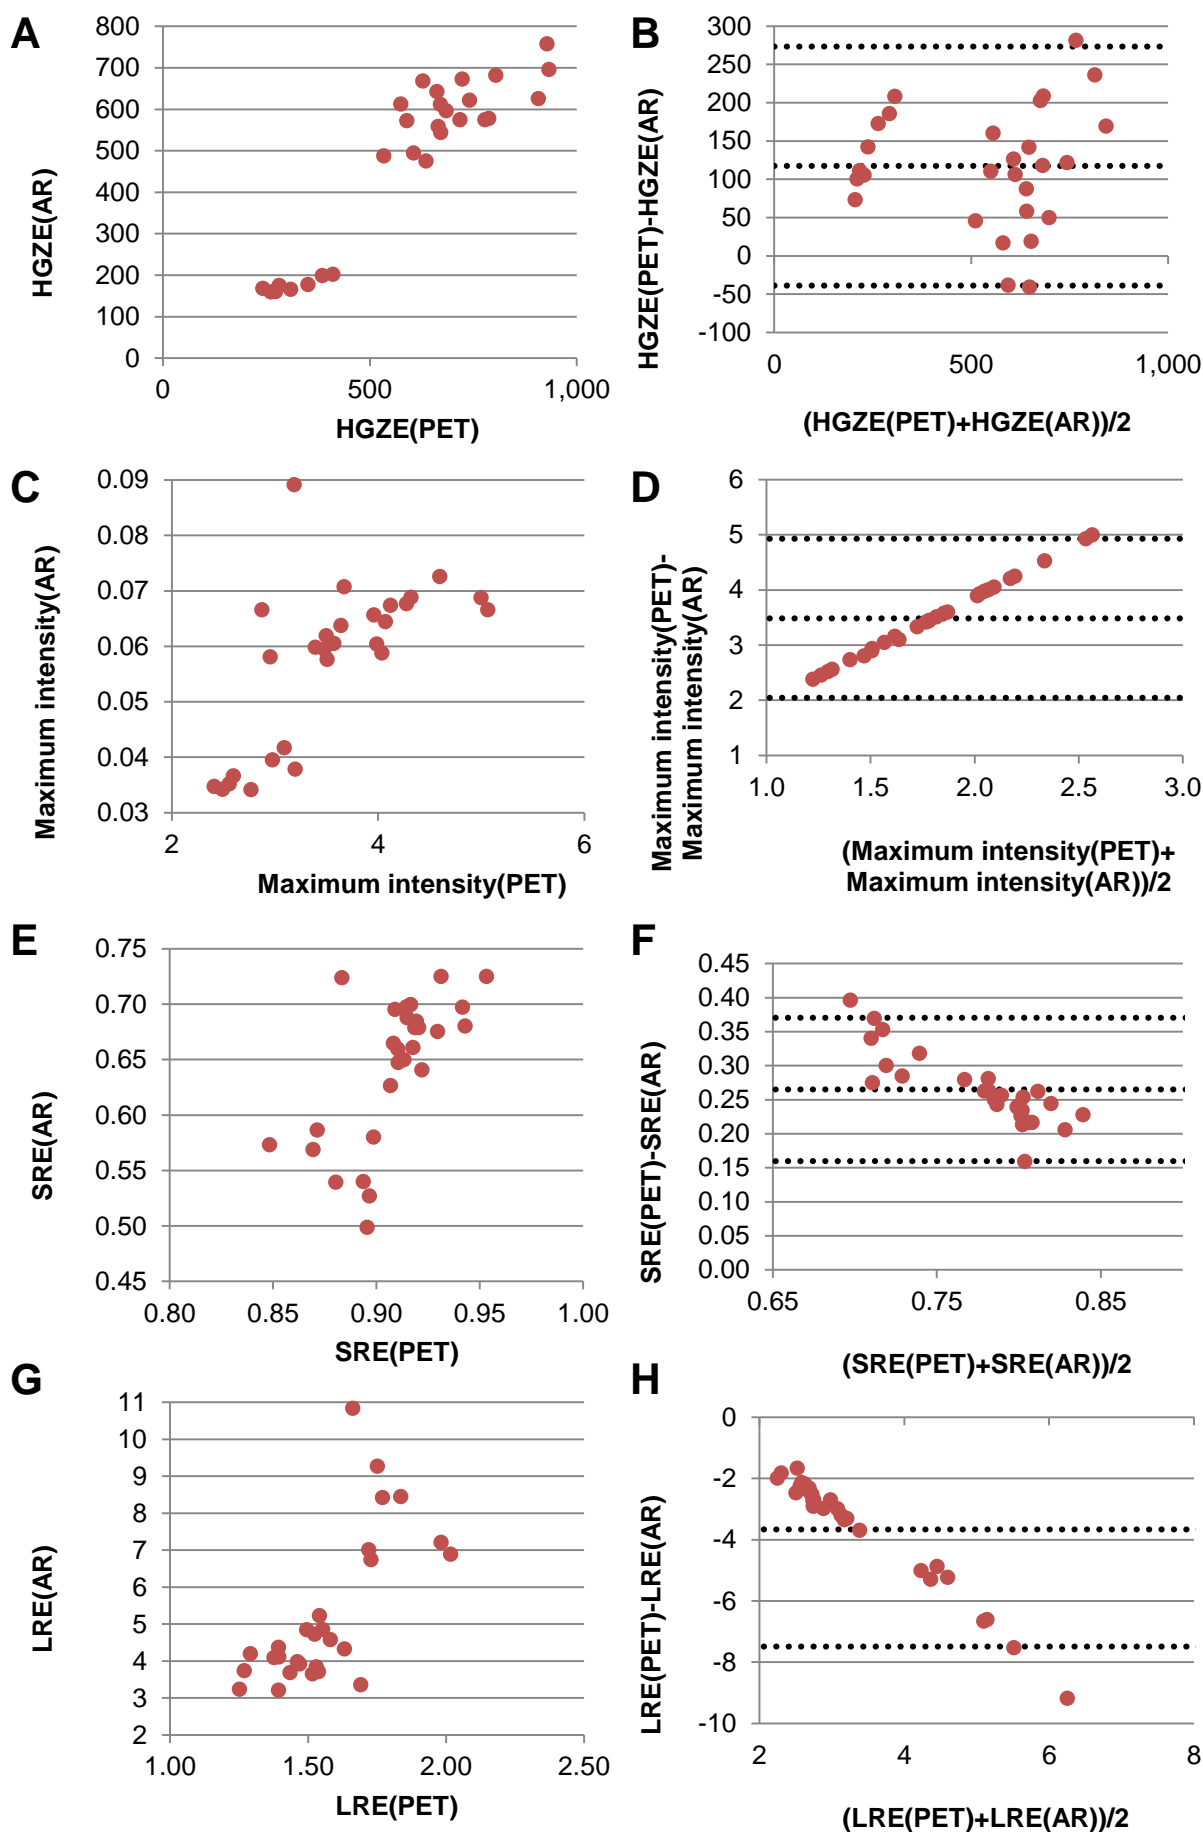 A
800
700
600
500
400
300
200
100
0
HGZE(AR)
0 500 1,000
HGZE(PET)
B
300
250
200
150
100
50
0
-50
-100
HGZE(PET)-HGZE(AR)
0 500 1,000
(HGZE(PET)+HGZE(AR))/2
C
0.09
0.08
0.07
0.06
0.05
0.04
0.03
Maximum intensity(AR)
2 4 6
Maximum intensity(PET)
D
6
5
4
3
2
1
Maximum intensity(PET)-
Maximum intensity(AR)
1.0 1.5 2.0 2.5 3.0
(Maximum intensity(PET)+
Maximum intensity(AR))/2
E
0.75
0.70
0.65
0.60
0.55
0.50
0.45
SRE(AR)
0.80 0.85 0.90 0.95 1.00
SRE(PET)
F
0.45
0.40
0.35
0.30
0.25
0.20
0.15
0.10
0.05
0.00
SRE(PET)-SRE(AR)
0.65 0.75 0.85
(SRE(PET)+SRE(AR))/2
G
11
10
9
8
7
6
5
4
3
2
LRE(AR)
1.00 1.50 2.00 2.50
LRE(PET)
H
0
-2
-4
-6
-8
-10
LRE(PET)-LRE(AR)
2 4 6 8
(LRE(PET)+LRE(AR))/2